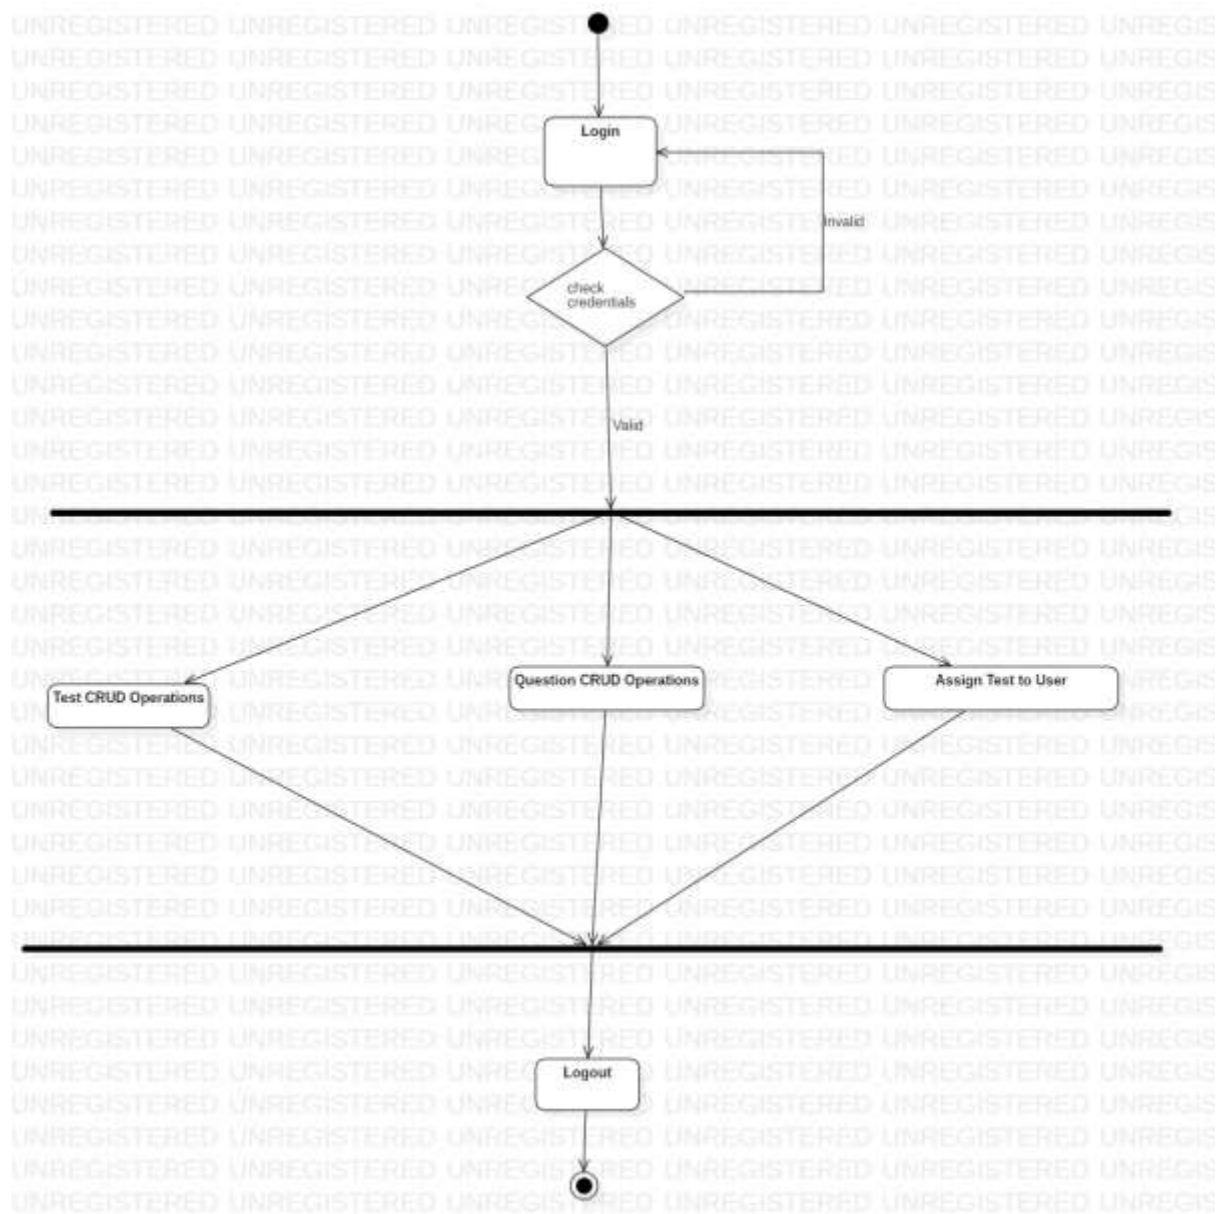 Login
Invalid
check
credentials
Valid
Test CRUD Operations
Question CRUD Operations
Assign Test to User
Logout
UNREGISTERED